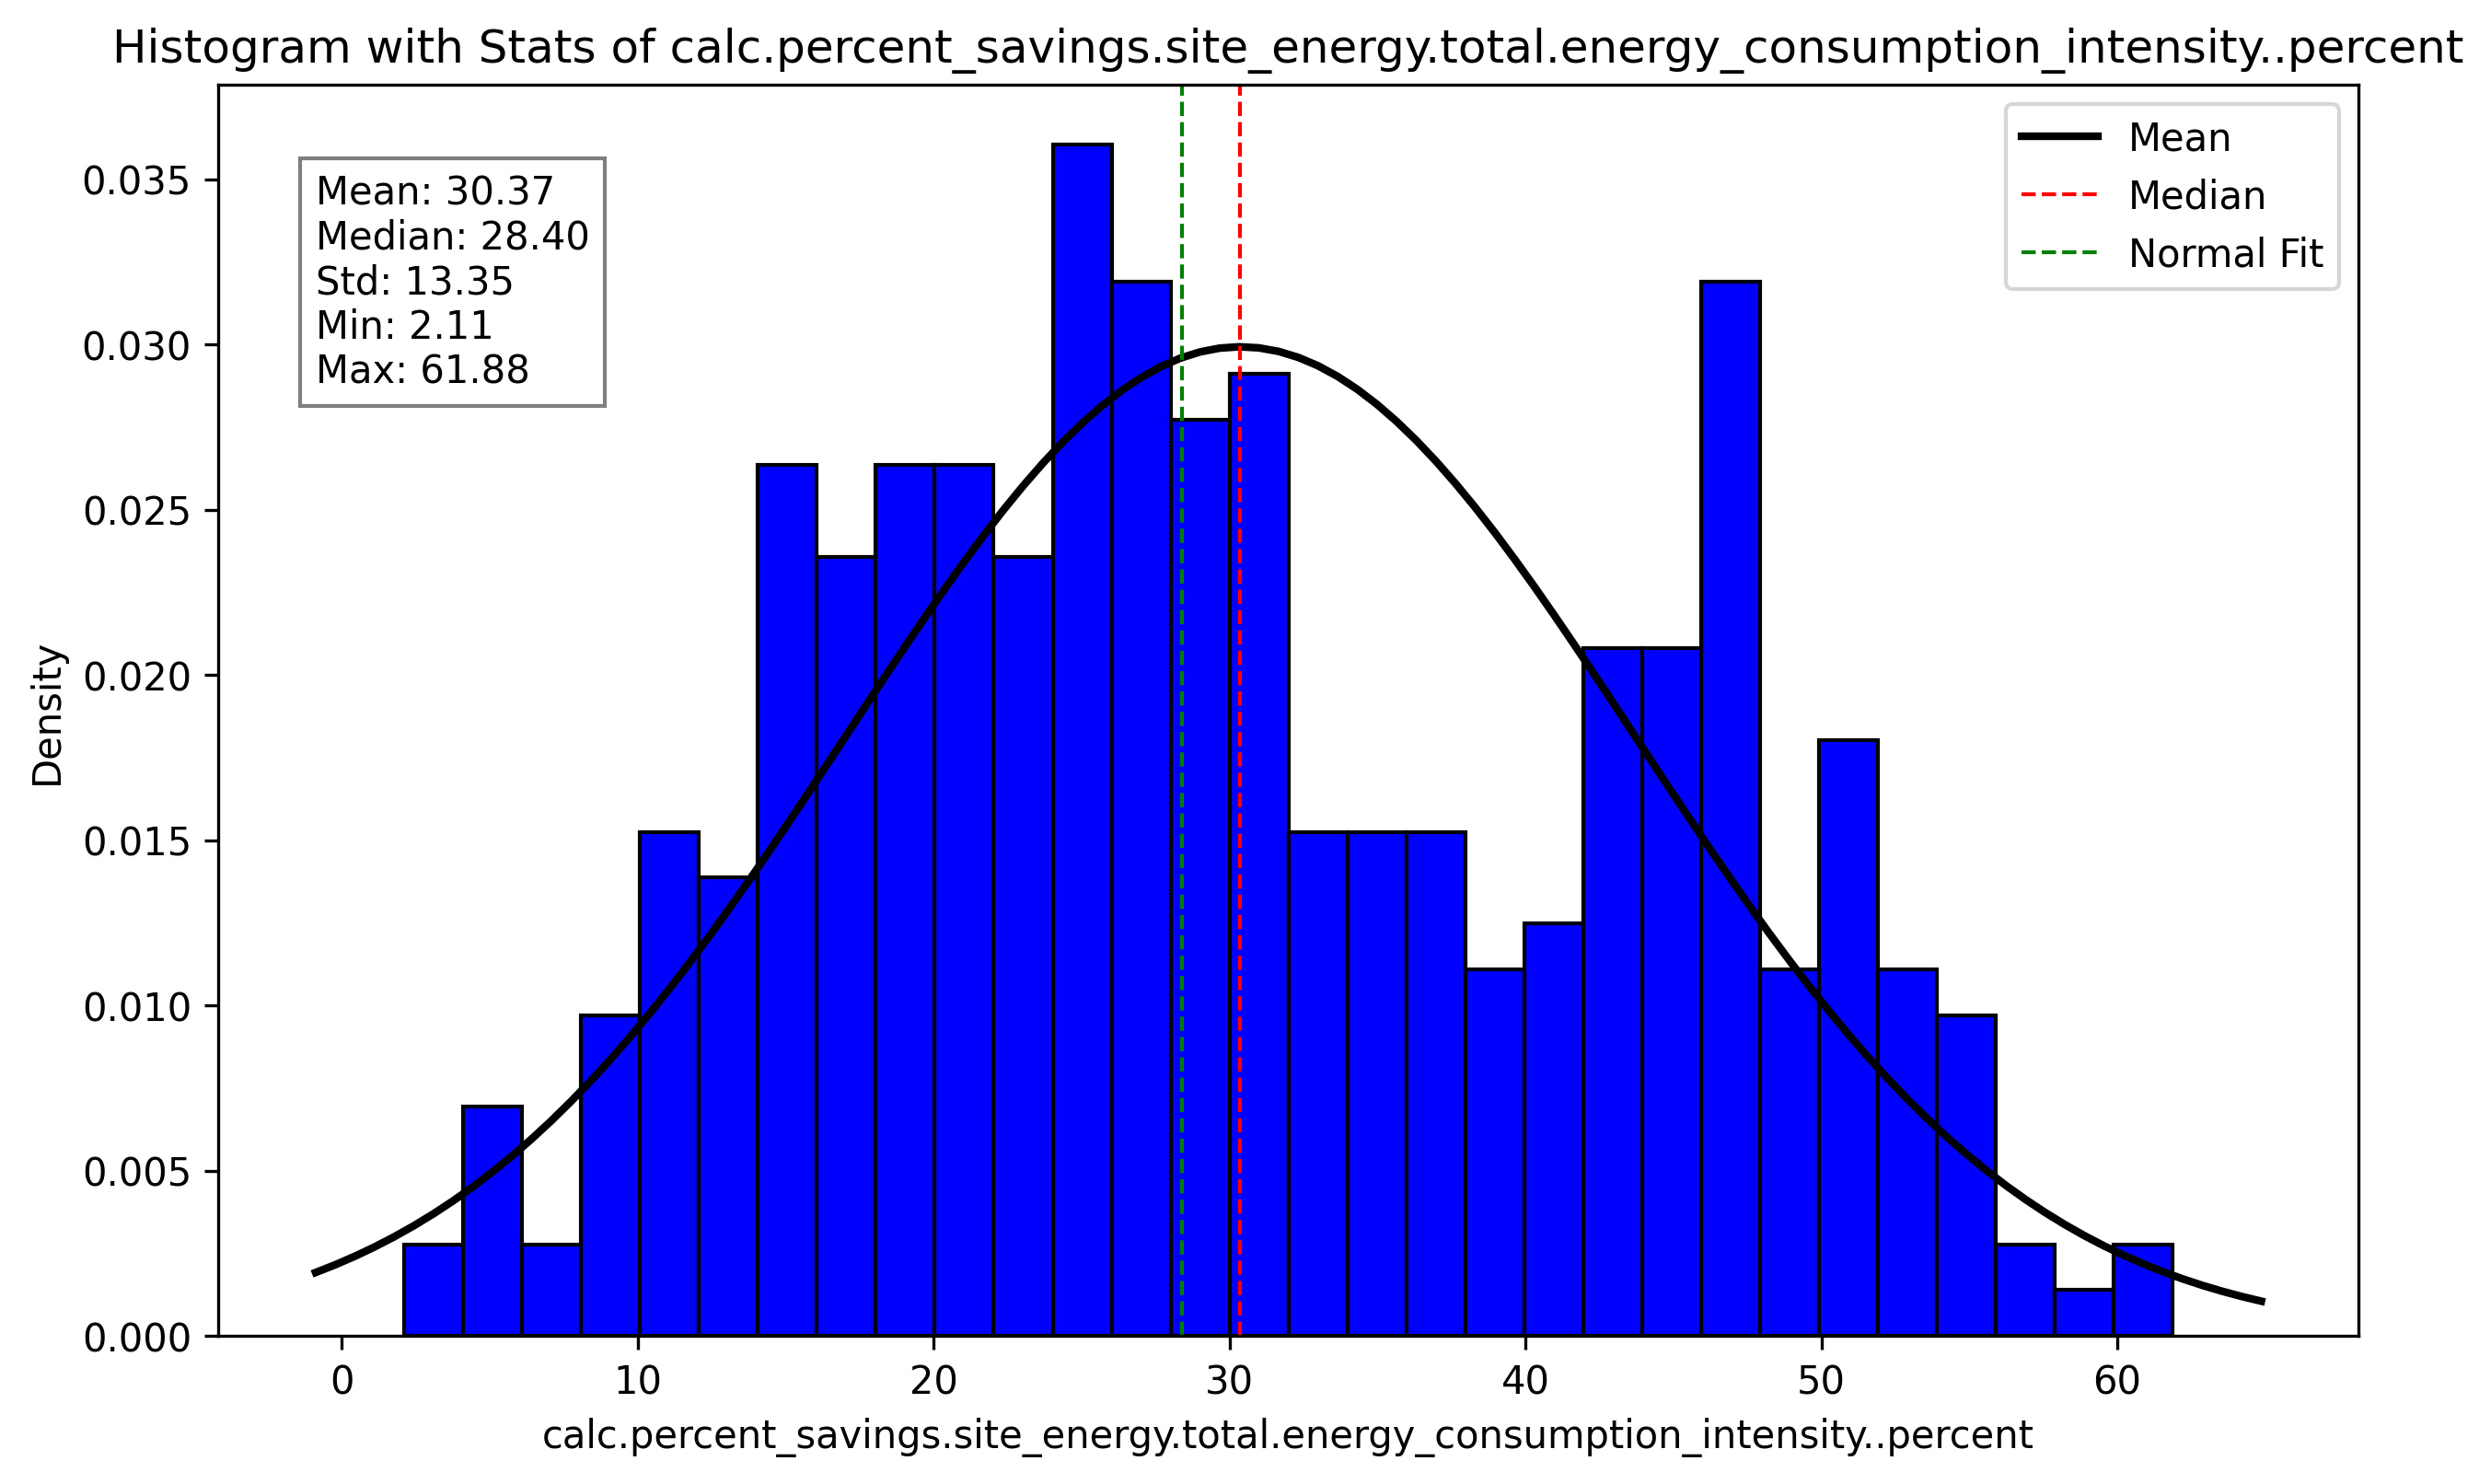 Histogram with Stats of calc.percent_savings.site_energy.total.energy_consumption_intensity..percent
Mean: 30.37
Median: 28.40
Std: 13.35
Min: 2.11
Max: 61.88
Mean
Median
Normal Fit
Density
0.035
0.030
0.025
0.020
0.015
0.010
0.005
0.000
0 10 20 30 40 50 60
calc.percent_savings.site_energy.total.energy_consumption_intensity..percent